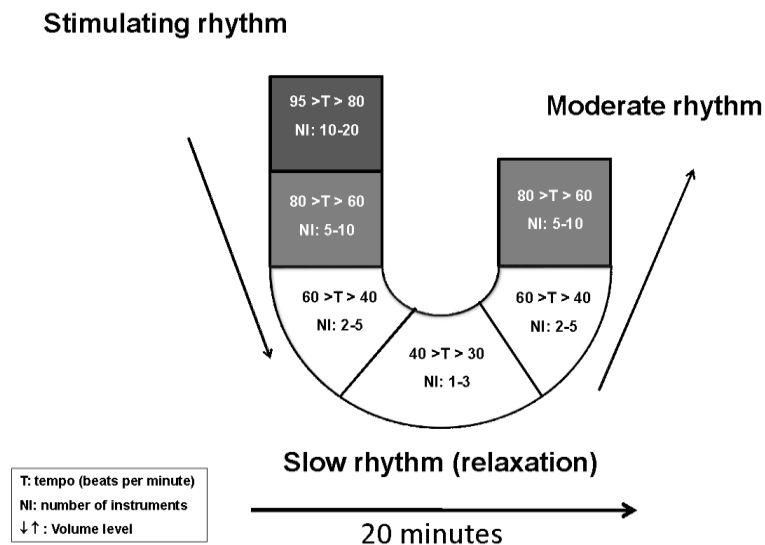 Stimulating rhythm
95 >T > 80
NI: 10-20
80 >T > 60
NI: 5-10
60 >T > 40
NI: 2-5
40 >T > 30
NI: 1-3
60 >T > 40
NI: 2-5
80 >T > 60
NI: 5-10
Moderate rhythm
Slow rhythm (relaxation)
20 minutes
T: tempo (beats per minute)
NI: number of instruments
↓↑ : Volume level